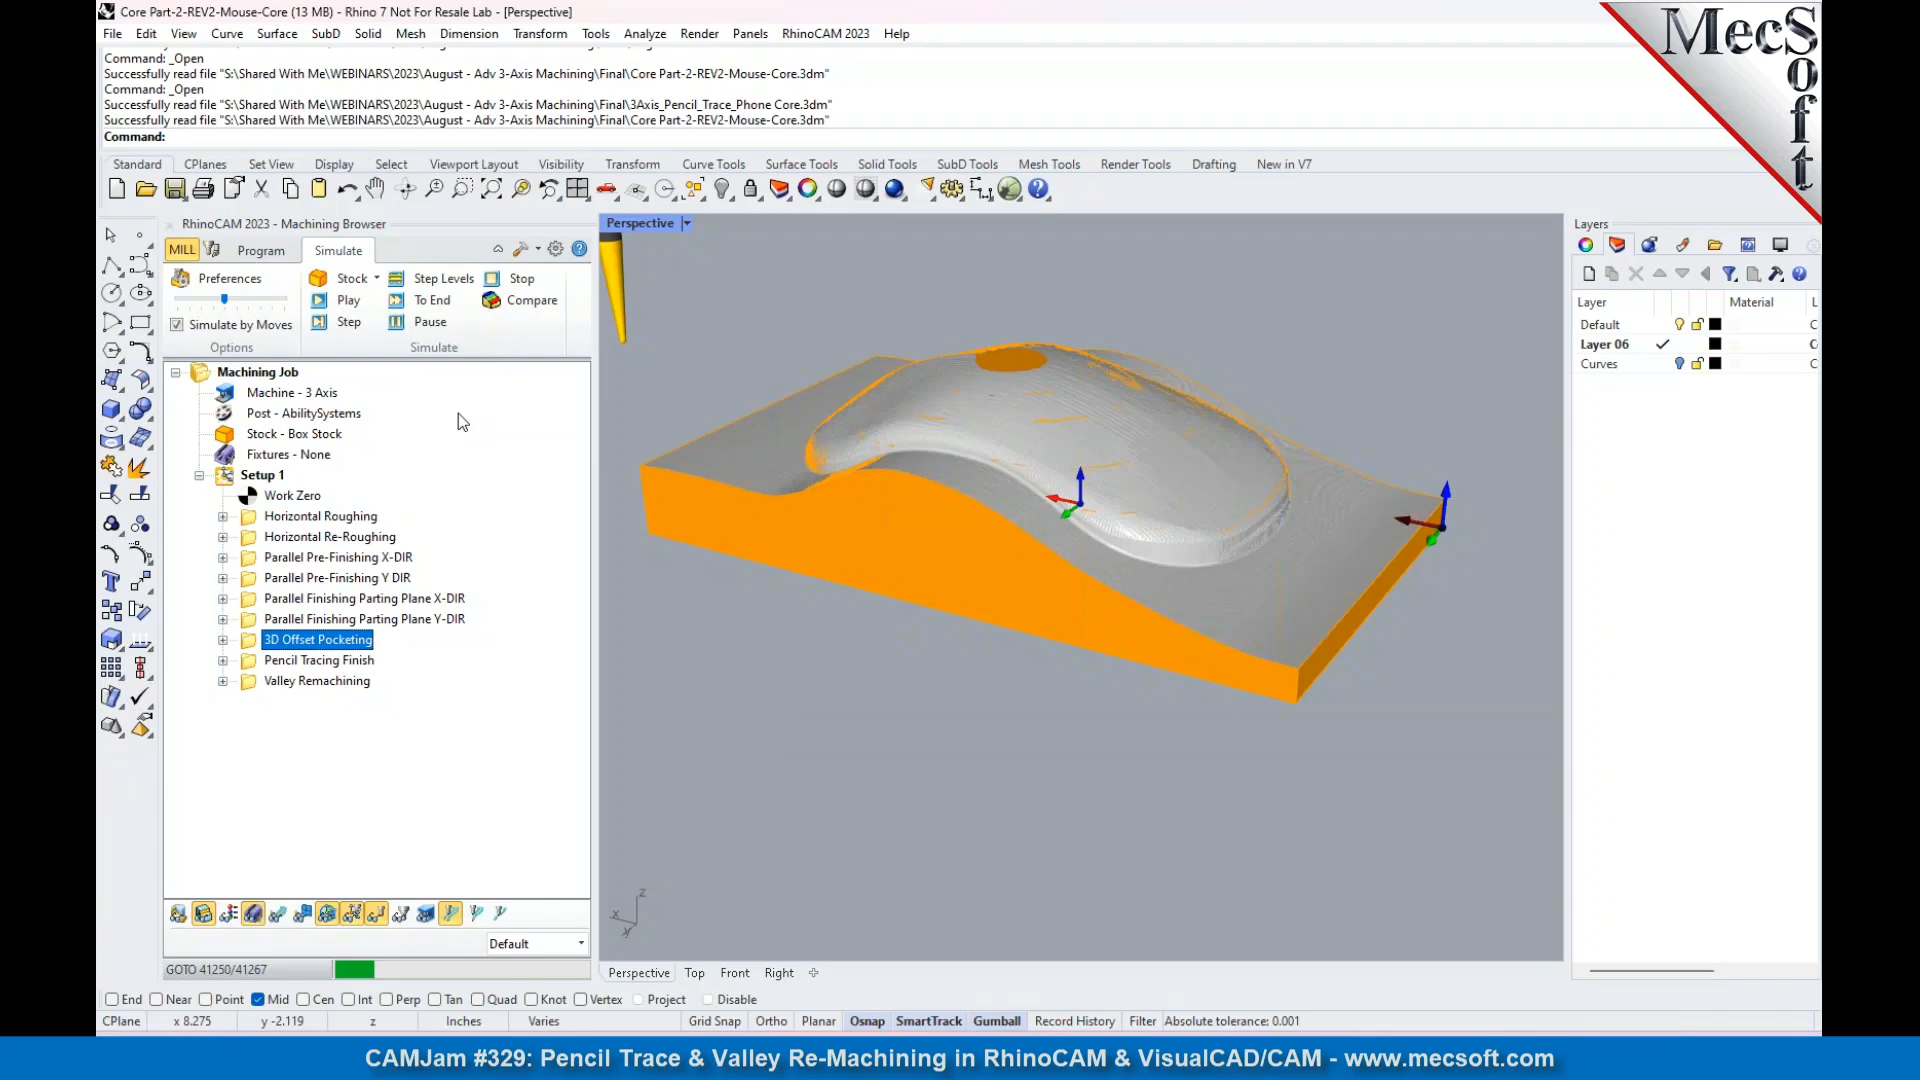 Core Part-2-REV2-Mouse-Core (13 MB) - Rhino 7 Not For Resale Lab - [Perspective]
File Edit View Curve Surface SubD Solid Mesh Dimension Transform Tools Analyze Render Panels RhinoCAM 2023 Help
Command: _Open
Successfully read file "S:\Shared With Me\WEBINARS\2023\August - Adv 3-Axis Machining\Final\Core Part-2-REV2-Mouse-Core.3dm"
Command: _Open
Successfully read file "S:\Shared With Me\WEBINARS\2023\August - Adv 3-Axis Machining\Final\3Axis_Pencil_Trace_Phone Core.3dm"
Successfully read file "S:\Shared With Me\WEBINARS\2023\August - Adv 3-Axis Machining\Final\Core Part-2-REV2-Mouse-Core.3dm"
Command:
MecSoft
Standard CPlanes Set View Display Select Viewport Layout Visibility Transform Curve Tools Surface Tools Solid Tools SubD Tools Mesh Tools Render Tools Drafting New in V7
RhinoCAM 2023 - Machining Browser
MILL Program Simulate
Preferences
Simulate by Moves
Options
Stock Step Levels Stop
Play To End Compare
Step Pause
Simulate
Machining Job
Machine - 3 Axis
Post - AbilitySystems
Stock - Box Stock
Fixtures - None
Setup 1
Work Zero
Horizontal Roughing
Horizontal Re-Roughing
Parallel Pre-Finishing X-DIR
Parallel Pre-Finishing Y DIR
Parallel Finishing Parting Plane X-DIR
Parallel Finishing Parting Plane Y-DIR
3D Offset Pocketing
Pencil Tracing Finish
Valley Remachining
Default
GOTO 41250/41267
Perspective
z
x
y
Perspective Top Front Right
Layers
Layer Material L
Default C
Layer 06 C
Curves C
End Near Point Mid Cen Int Perp Tan Quad Knot Vertex Project Disable
CPlane x 8.275 y -2.119 z Inches Varies Grid Snap Ortho Planar Osnap SmartTrack Gumball Record History Filter Absolute tolerance: 0.001
CAMJam #329: Pencil Trace & Valley Re-Machining in RhinoCAM & VisualCAD/CAM - www.mecsoft.com